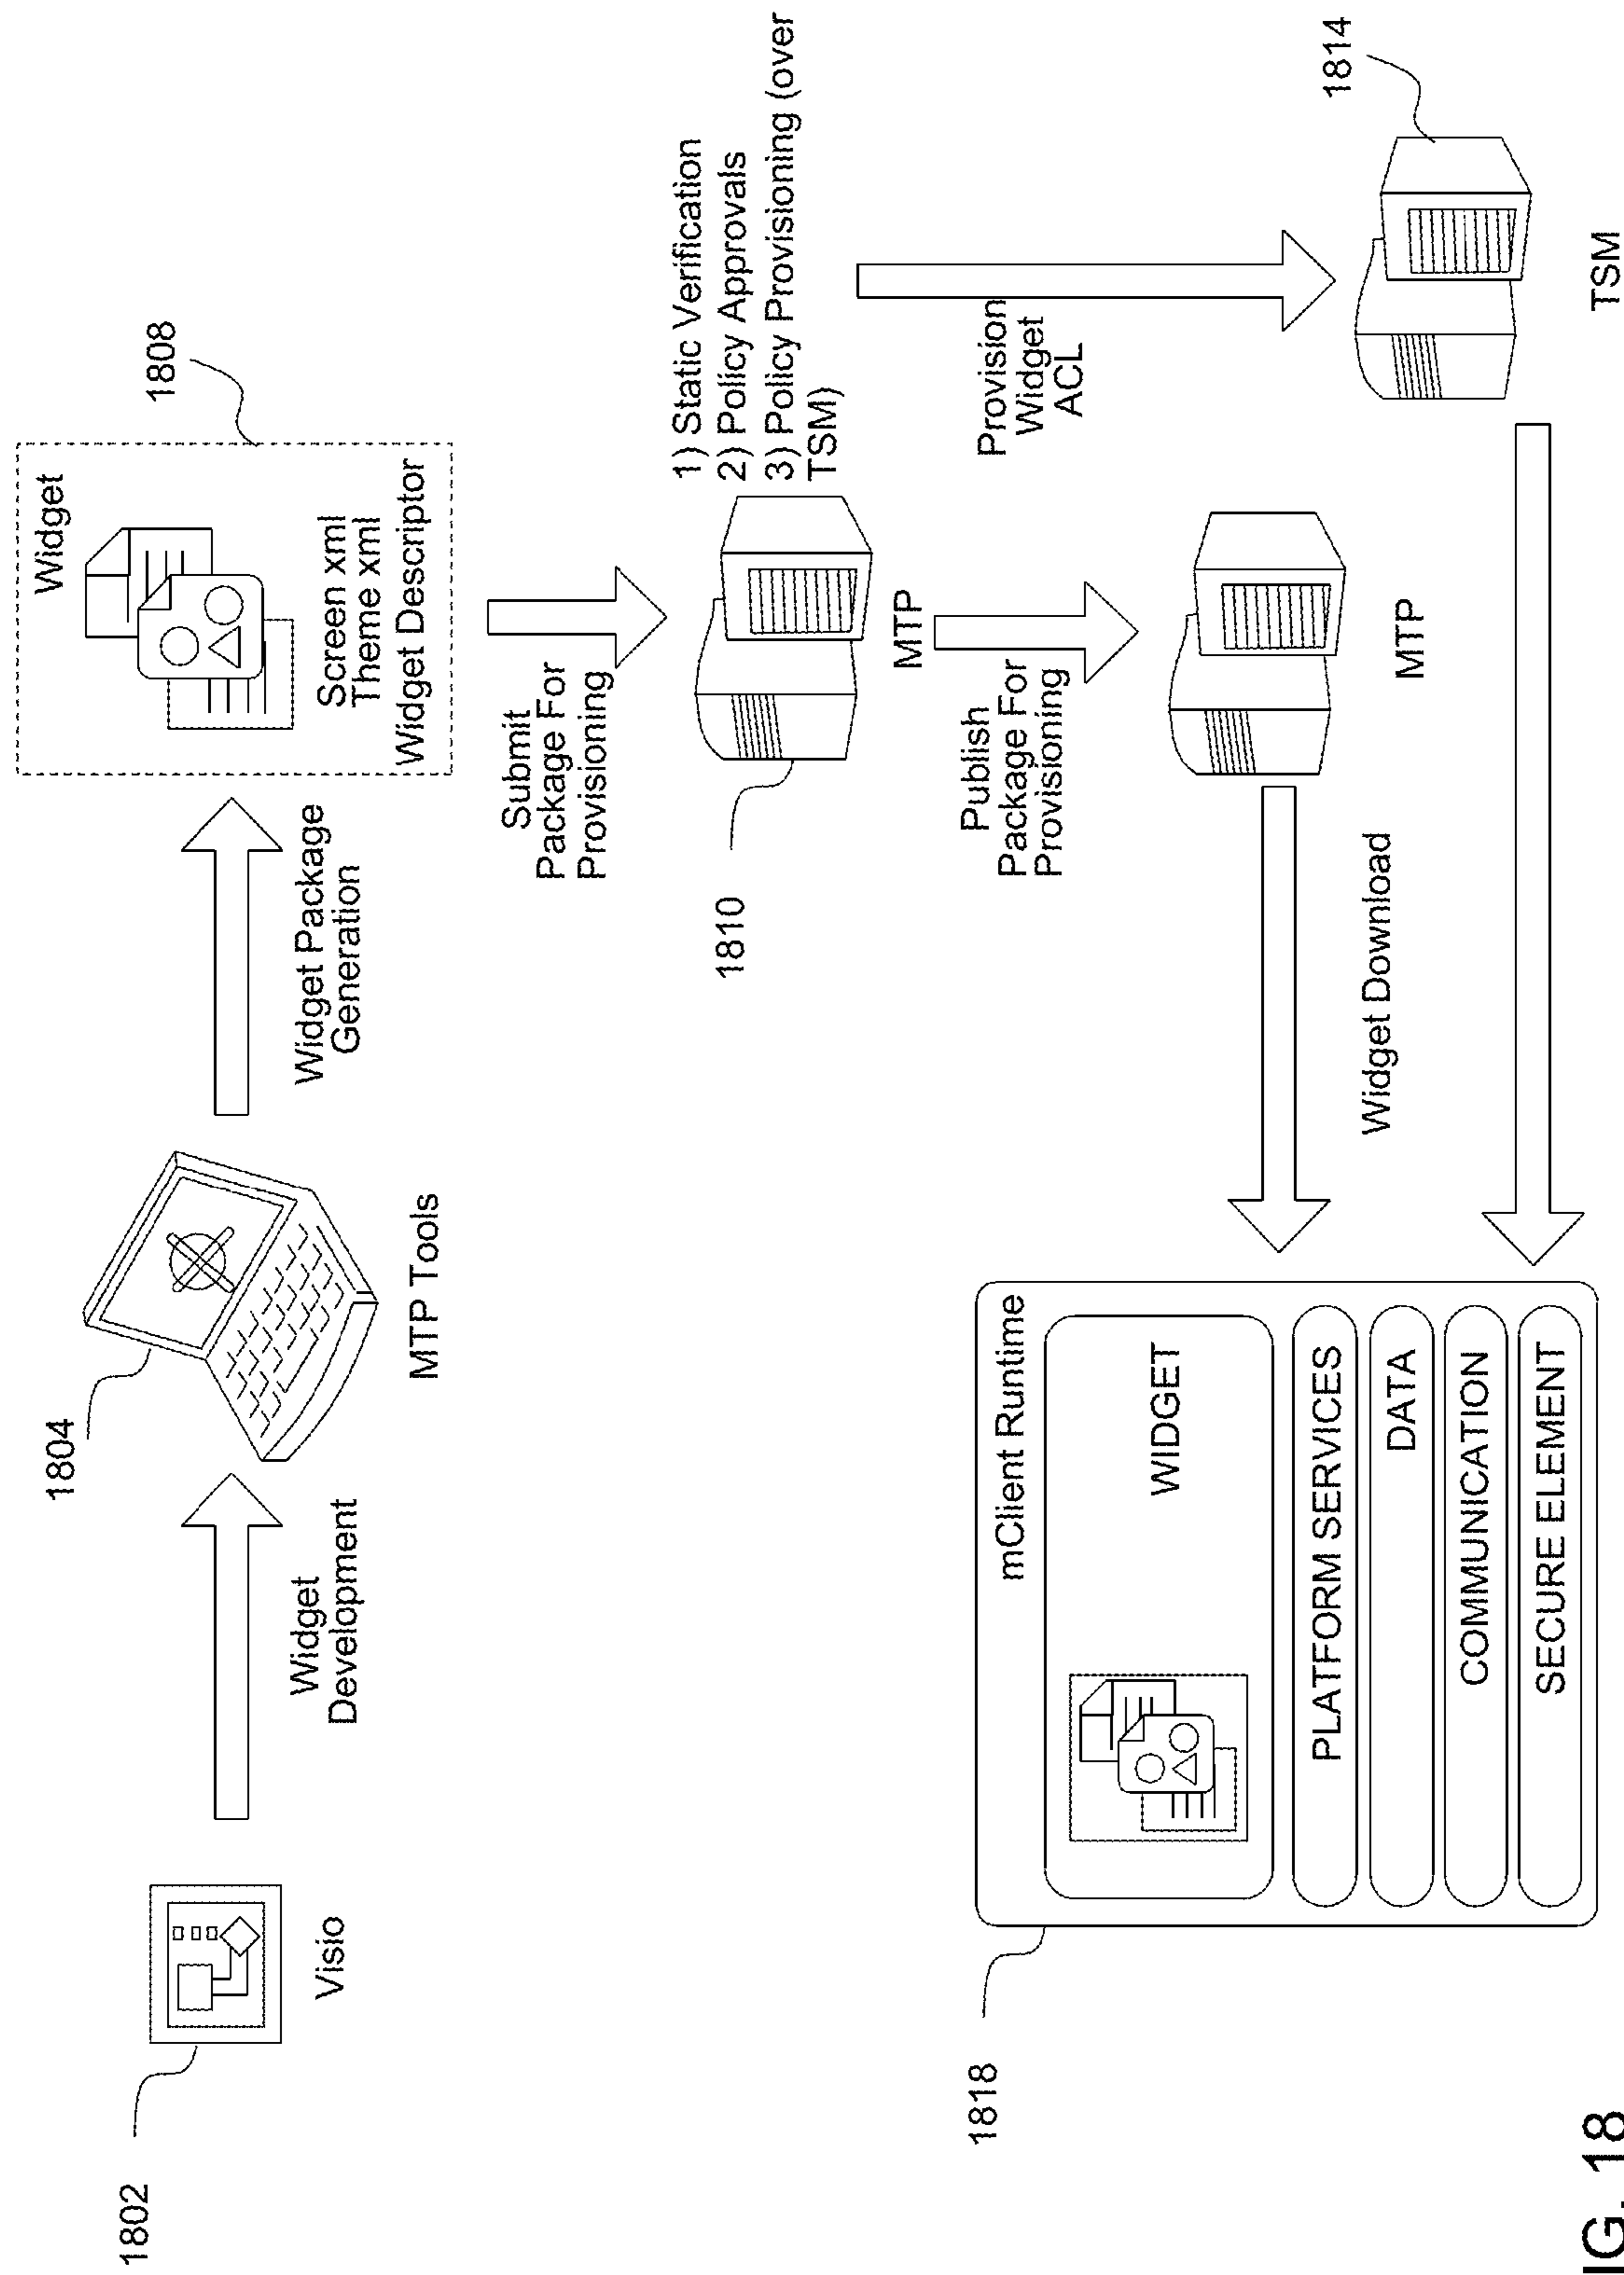 1802
Visio
Widget
Development
1804
MTP Tools
Widget Package
Generation
1808
Widget
Screen xml
Theme xml
Widget Descriptor
Submit
Package For
Provisioning
1810
MTP
1) Static Verification
2) Policy Approvals
3) Policy Provisioning (over
TSM)
Publish
Package For
Provisioning
MTP
Provision
Widget
ACL
1814
TSM
Widget Download
1818
mClient Runtime
WIDGET
PLATFORM SERVICES
DATA
COMMUNICATION
SECURE ELEMENT
IG. 18